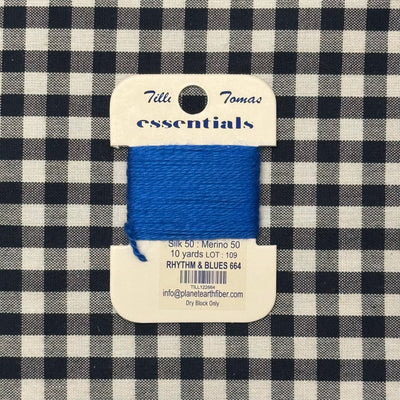 Tilli Tomas
essentials
Silk 50 : Merino 50
10 yards LOT : 109
RHYTHM & BLUES 664
TILL122664
info@planetearthfiber.com
Dry Block Only